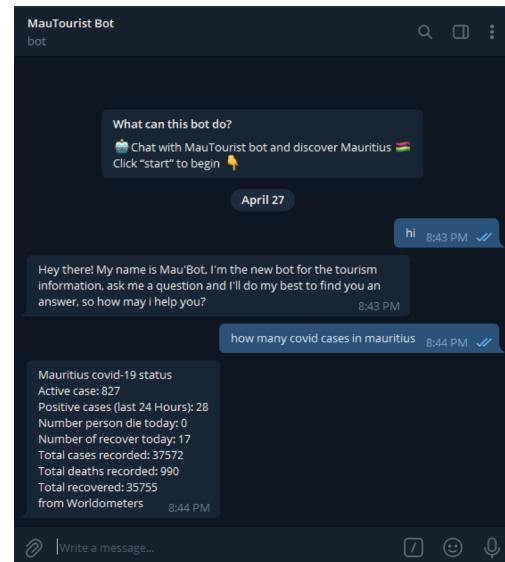 MauTourist Bot
bot
What can this bot do?
🤖Chat with MauTourist bot and discover Mauritius 🇲🇺
Click “start” to begin 👇
April 27
hi 8:43 PM
Hey there! My name is Mau'Bot, I'm the new bot for the tourism
information, ask me a question and I'll do my best to find you an
answer, so how may i help you?
8:43 PM
how many covid cases in mauritius 8:44 PM
Mauritius covid-19 status
Active case: 827
Positive cases (last 24 Hours): 28
Number person die today: 0
Number of recover today: 17
Total cases recorded: 37572
Total deaths recorded: 990
Total recovered: 35755
from Worldometers 8:44 PM
Write a message...